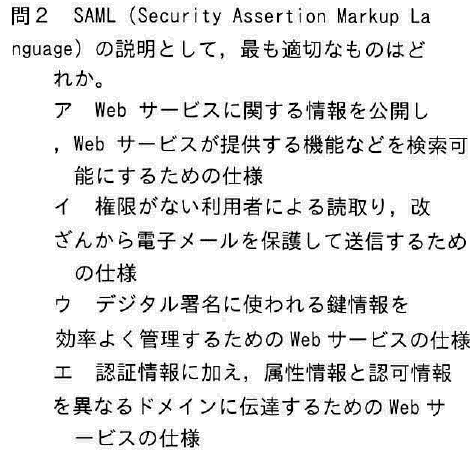 問２　SAML（Security Assertion Markup La
nguage）の説明として，最も適切なものはど
れか。
ア　Web サービスに関する情報を公開し
，Web サービスが提供する機能などを検索可
能にするための仕様
イ　権限がない利用者による読取り，改
ざんから電子メールを保護して送信するため
の仕様
ウ　デジタル署名に使われる鍵情報を
効率よく管理するための Web サービスの仕様
エ　認証情報に加え，属性情報と認可情報
を異なるドメインに伝達するための Web サ
ービスの仕様